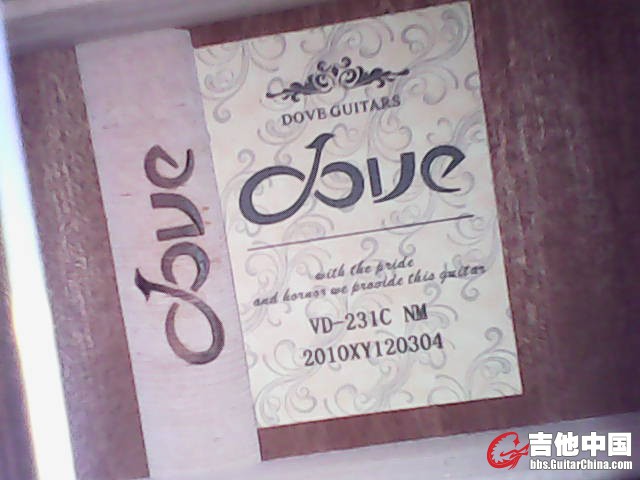 dove
DOVE GUITARS
dove
with the pride
and hornor we provide this guitar
VD-231C NM
2010XY120304
吉他中国
bbs.GuitarChina.com